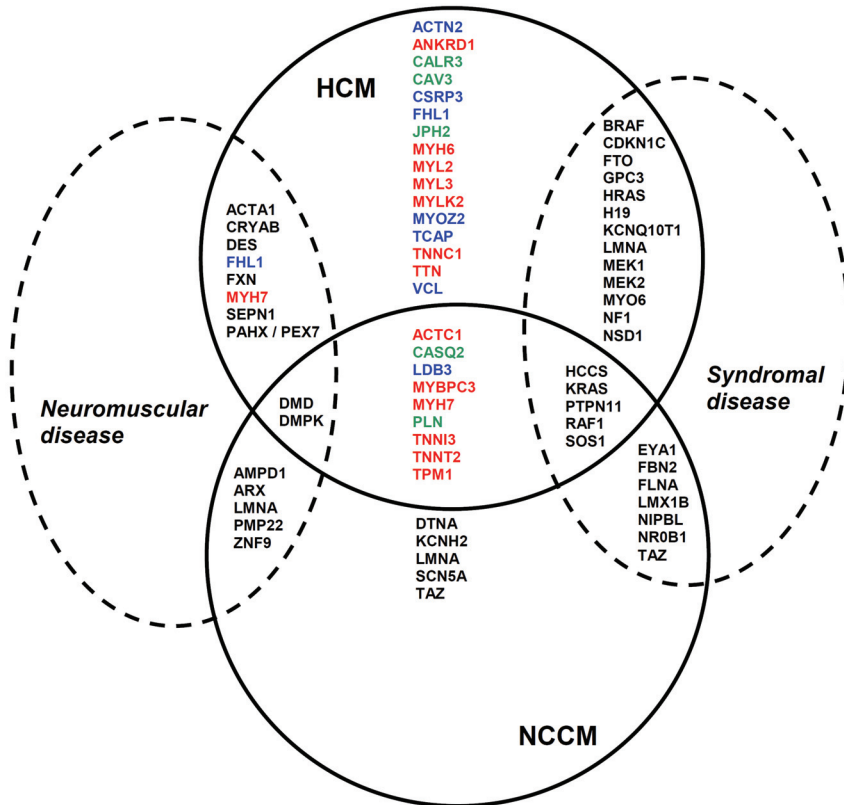 HCM
ACTN2
ANKRD1
CALR3
CAV3
CSRP3
FHL1
JPH2
MYH6
MYL2
MYL3
MYLK2
MYOZ2
TCAP
TNNC1
TTN
VCL
ACTA1
CRYAB
DES
FHL1
FXN
MYH7
SEPN1
PAHX / PEX7
BRAF
CDKN1C
FTO
GPC3
HRAS
H19
KCNQ10T1
LMNA
MEK1
MEK2
MYO6
NF1
NSD1
Neuromuscular
disease
DMD
DMPK
ACTC1
CASQ2
LDB3
MYBPC3
MYH7
PLN
TNNI3
TNNT2
TPM1
HCCS
KRAS
PTPN11
RAF1
SOS1
Syndromal
disease
AMPD1
ARX
LMNA
PMP22
ZNF9
DTNA
KCNH2
LMNA
SCN5A
TAZ
EYA1
FBN2
FLNA
LMX1B
NIPBL
NR0B1
TAZ
NCCM